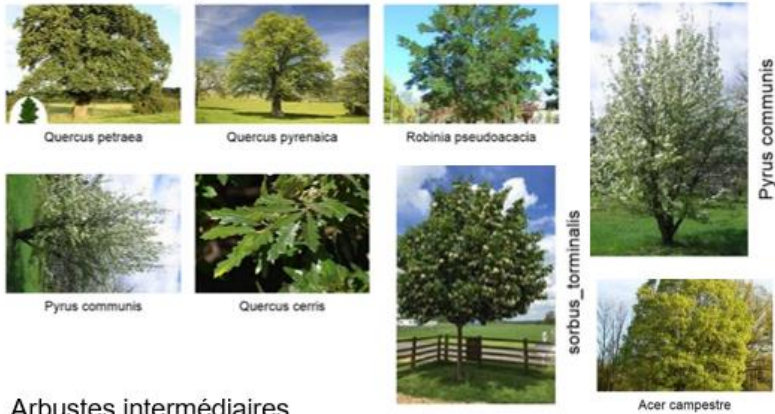 Quercus petraea
Quercus pyrenaica
Robinia pseudoacacia
Pyrus communis
Pyrus communis
Quercus cerris
sorbus_torminalis
Acer campestre
Arbustes intermédiaires